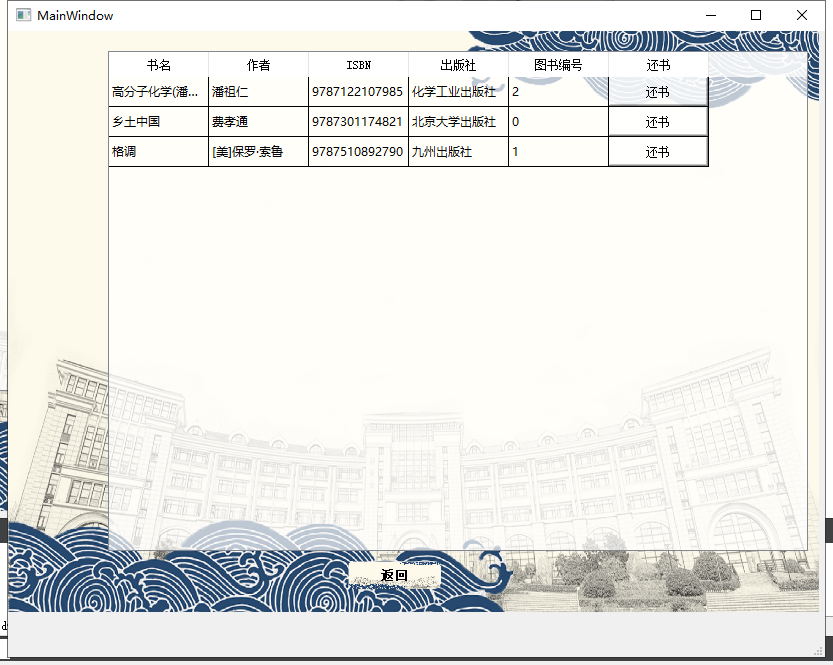 MainWindow
书名 作者 ISBN 出版社 图书编号 还书
高分子化学(潘... 潘祖仁 9787122107985 化学工业出版社 2 还书
乡土中国 费孝通 9787301174821 北京大学出版社 0 还书
格调 [美]保罗·索鲁 9787510892790 九州出版社 1 还书
返回
d